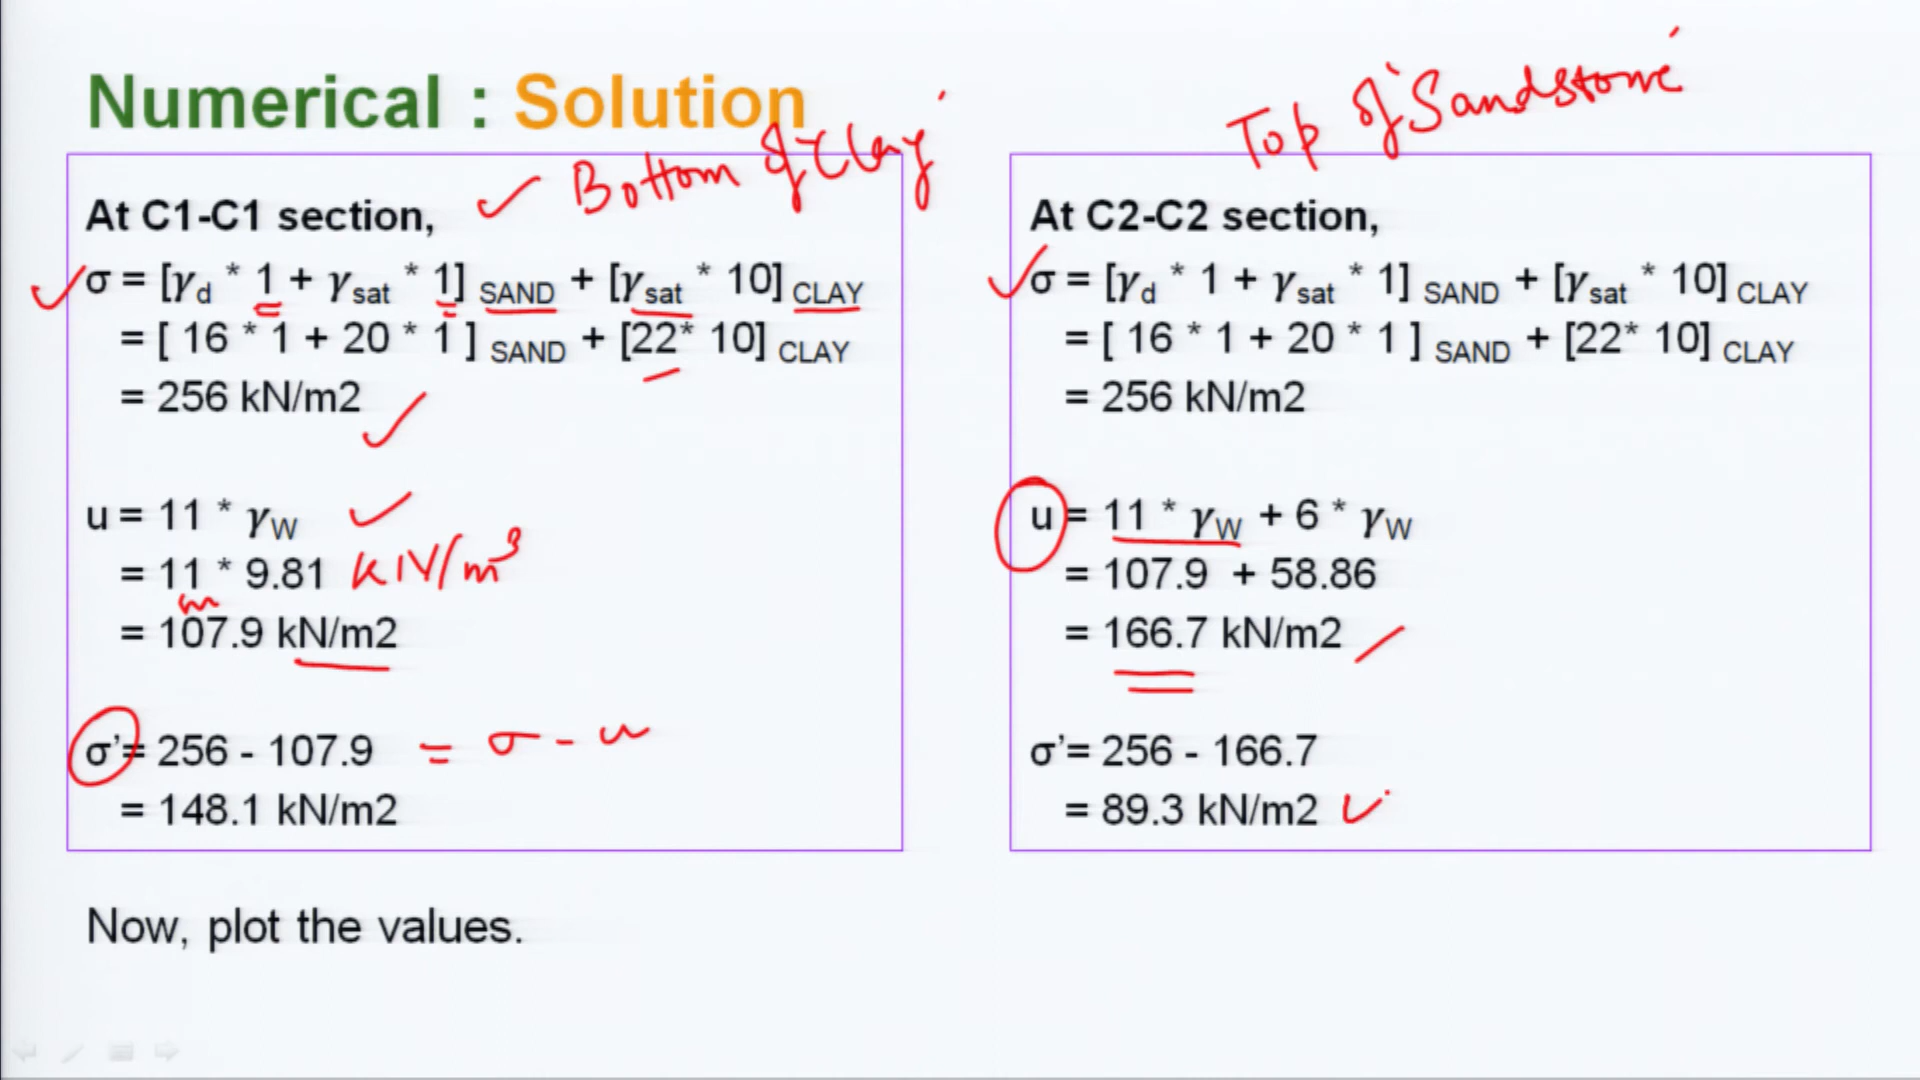 Numerical : Solution
Bottom of Clay
Top of Sandstone
At C1-C1 section,
σ = [γd * 1 + γsat * 1] SAND + [γsat * 10] CLAY
= [ 16 * 1 + 20 * 1 ] SAND + [22* 10] CLAY
= 256 kN/m2
u = 11 * γW
= 11 * 9.81 kN/m³
m
= 107.9 kN/m2
σ’= 256 - 107.9 = σ - u
= 148.1 kN/m2
At C2-C2 section,
σ = [γd * 1 + γsat * 1] SAND + [γsat * 10] CLAY
= [ 16 * 1 + 20 * 1 ] SAND + [22* 10] CLAY
= 256 kN/m2
u = 11 * γW + 6 * γW
= 107.9 + 58.86
= 166.7 kN/m2
σ’= 256 - 166.7
= 89.3 kN/m2
Now, plot the values.